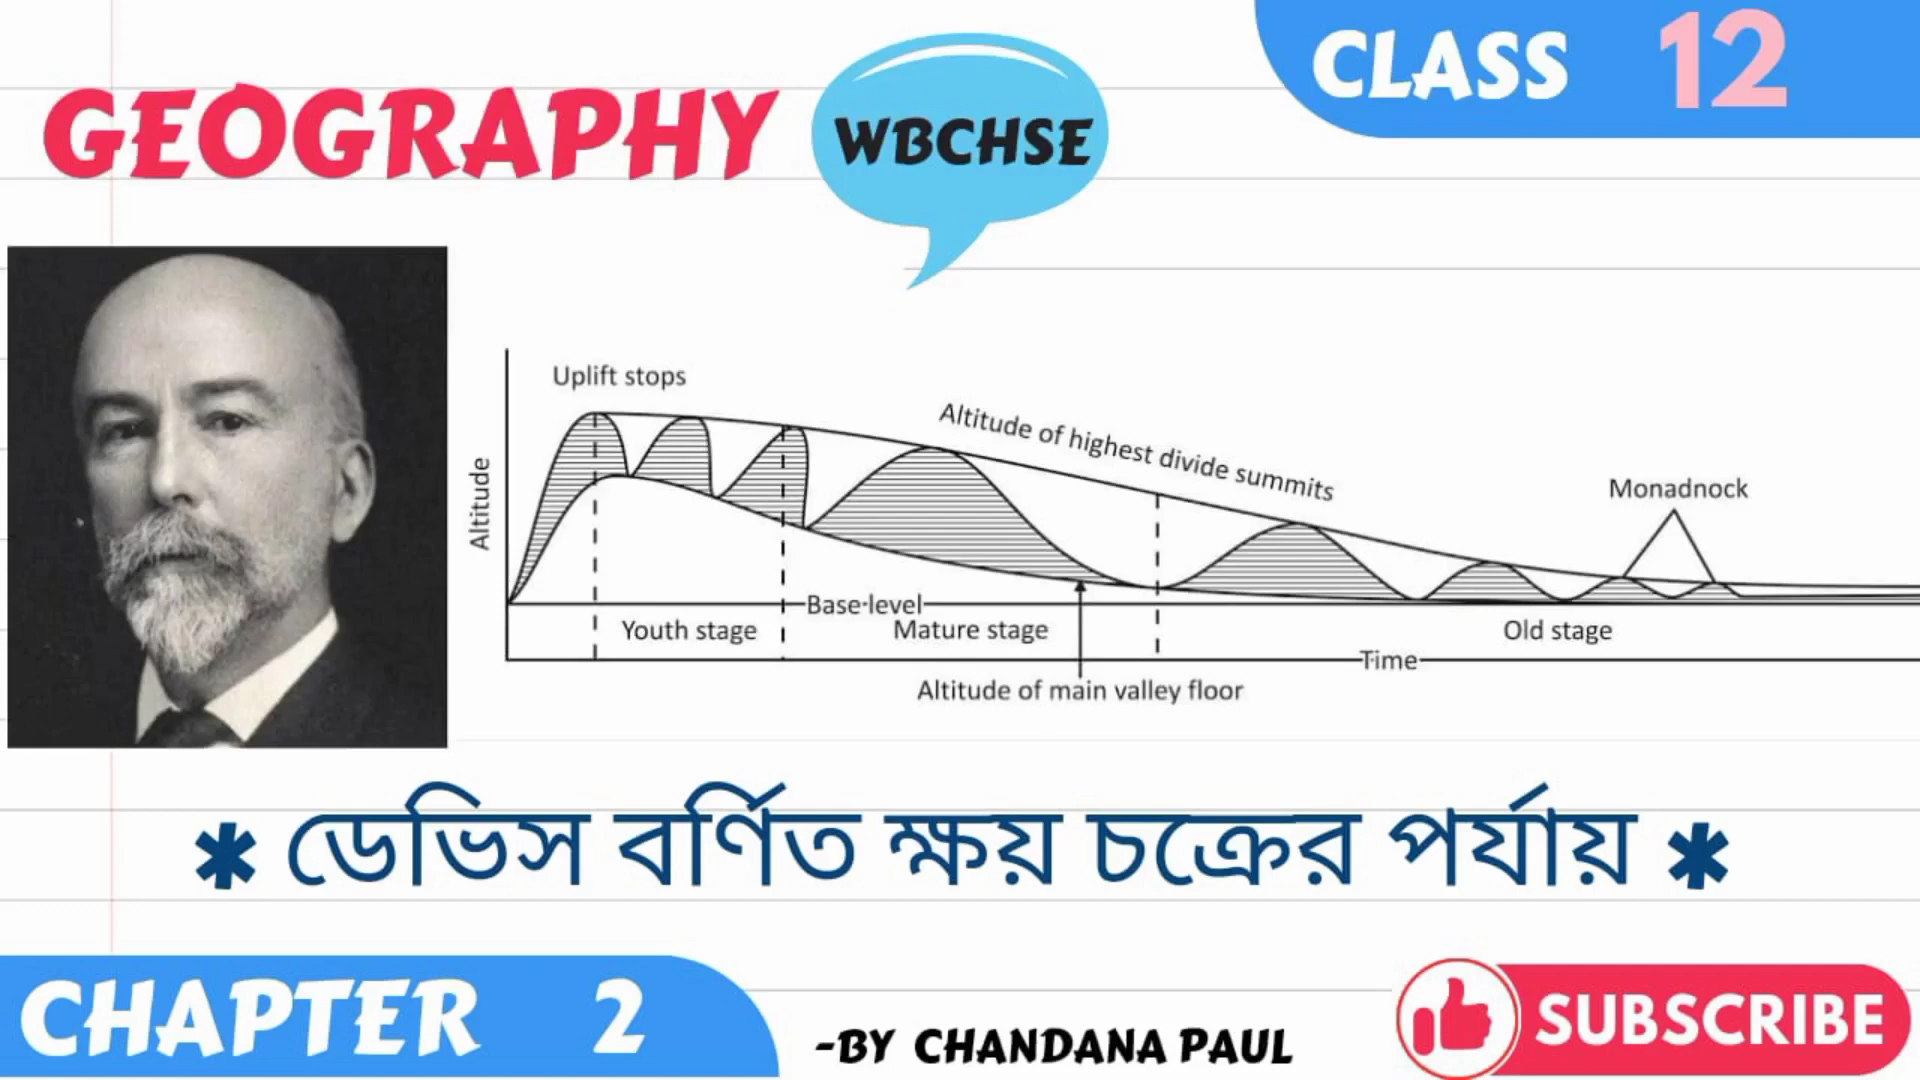 GEOGRAPHY
WBCHSE
CLASS 12
Uplift stops
Altitude of highest divide summits
Altitude
Monadnock
Base-level
Youth stage
Mature stage
Old stage
Time
Altitude of main valley floor
* ডেভিস বর্ণিত ক্ষয় চক্রের পর্যায় *
CHAPTER 2
-BY CHANDANA PAUL
SUBSCRIBE